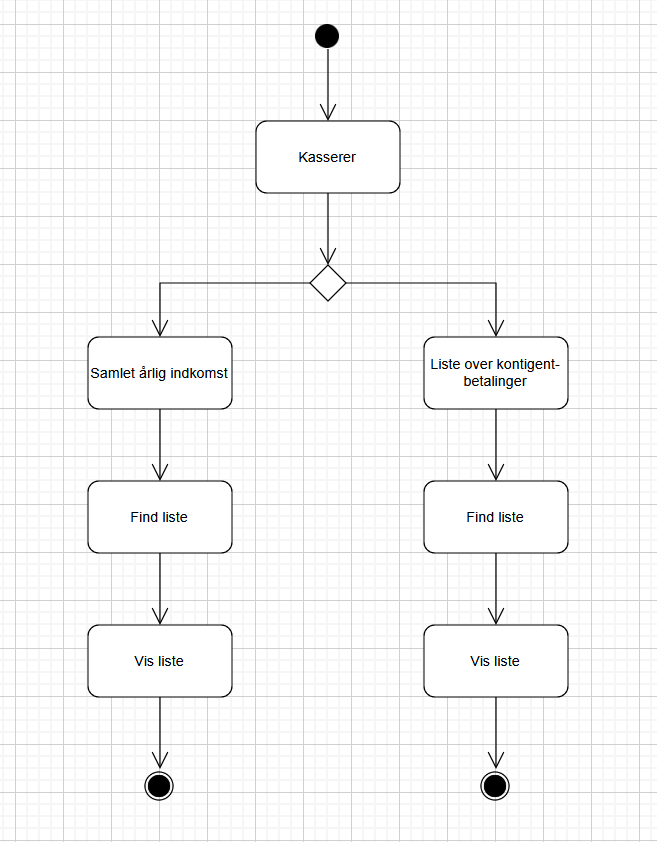 Kasserer
Samlet årlig indkomst
Liste over kontigent-
betalinger
Find liste
Find liste
Vis liste
Vis liste